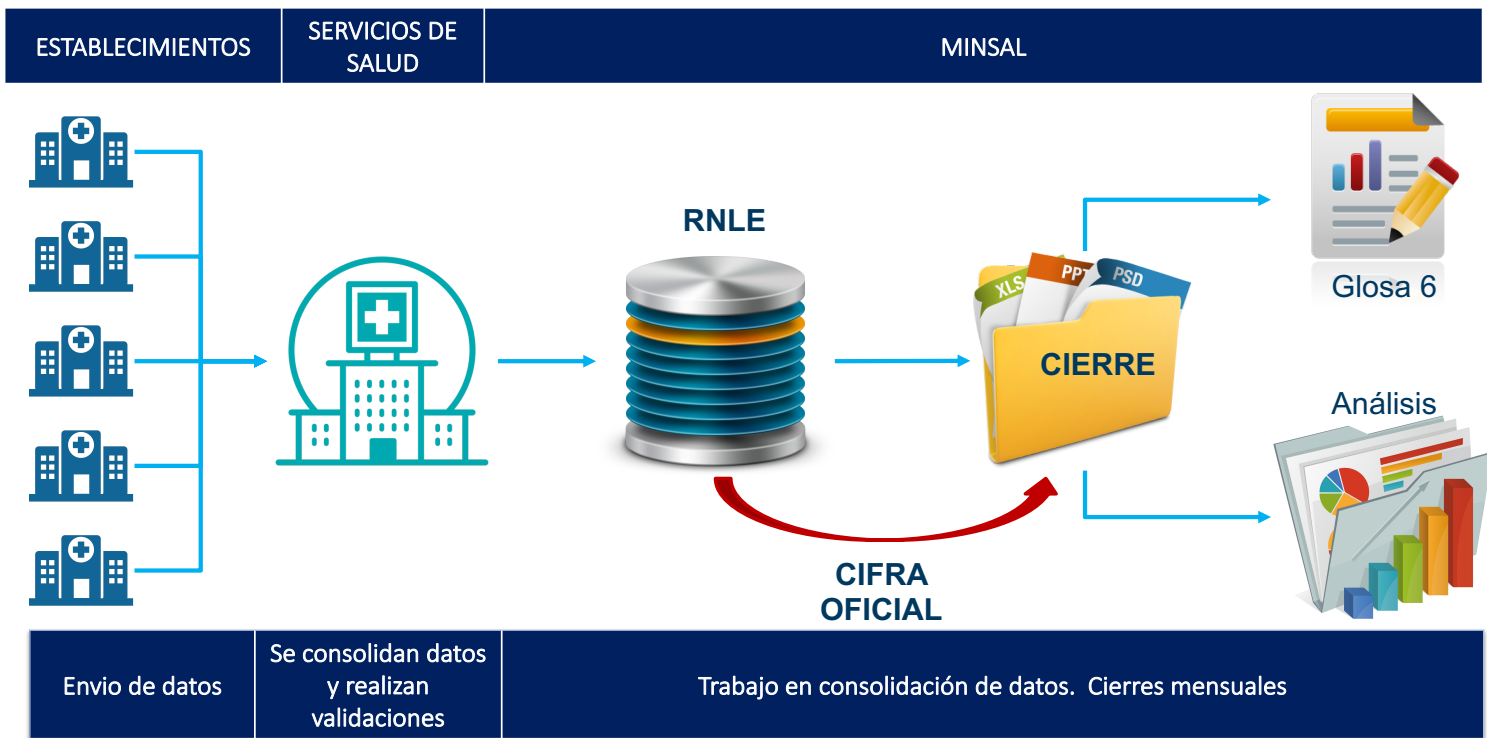 ESTABLECIMIENTOS
SERVICIOS DE
SALUD
MINSAL
RNLE
XLS
PPT
PSD
CIERRE
Glosa 6
Análisis
CIFRA
OFICIAL
Envio de datos
Se consolidan datos
y realizan
validaciones
Trabajo en consolidación de datos.  Cierres mensuales